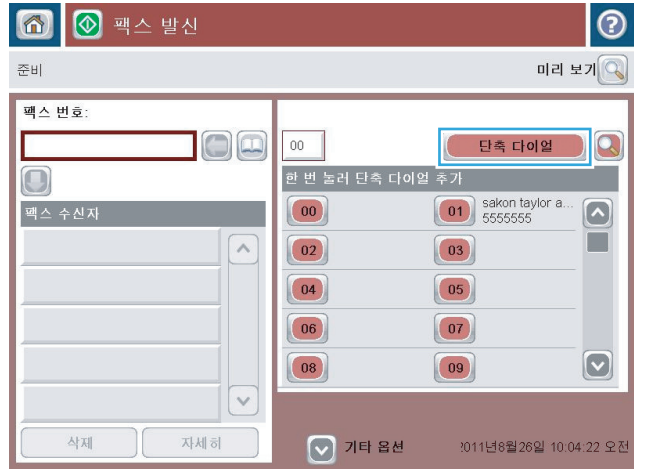 팩스 발신
준비
미리 보기
팩스 번호:
00
단축 다이얼
한 번 눌러 단축 다이얼 추가
팩스 수신자
00
01
sakon taylor a...
5555555
02
03
04
05
06
07
08
09
삭제
자세히
기타 옵션
2011년8월26일 10:04:22 오전